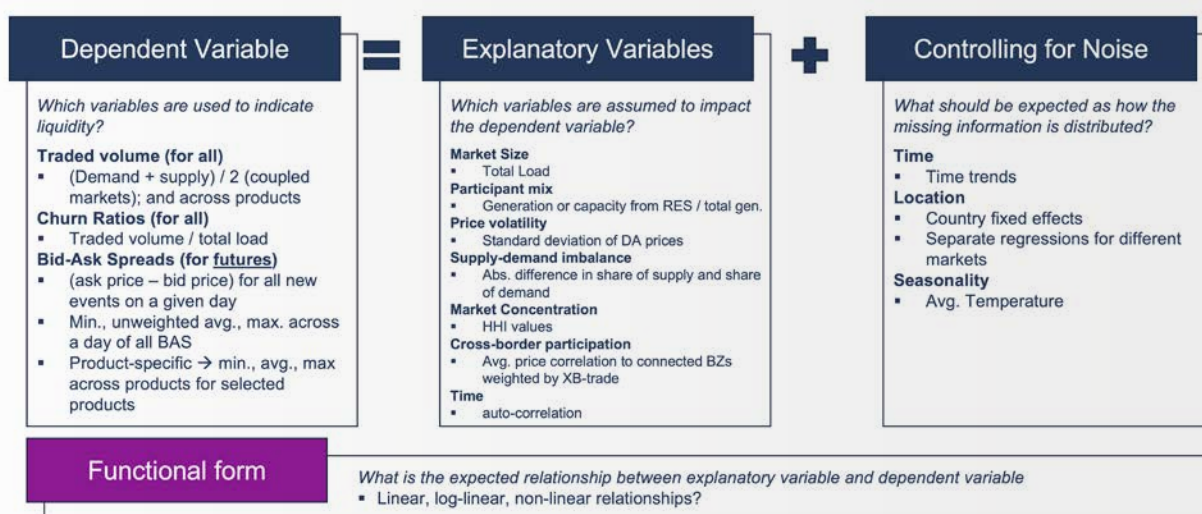 Dependent Variable
Which variables are used to indicate
liquidity?
Traded volume (for all)
▪ (Demand + supply) / 2 (coupled
markets); and across products
Churn Ratios (for all)
▪ Traded volume / total load
Bid-Ask Spreads (for futures)
▪ (ask price – bid price) for all new
events on a given day
▪ Min., unweighted avg., max. across
a day of all BAS
▪ Product-specific → min., avg., max
across products for selected
products
=
Explanatory Variables
Which variables are assumed to impact
the dependent variable?
Market Size
▪ Total Load
Participant mix
▪ Generation or capacity from RES / total gen.
Price volatility
▪ Standard deviation of DA prices
Supply-demand imbalance
▪ Abs. difference in share of supply and share
of demand
Market Concentration
▪ HHI values
Cross-border participation
▪ Avg. price correlation to connected BZs
weighted by XB-trade
Time
▪ auto-correlation
+
Controlling for Noise
What should be expected as how the
missing information is distributed?
Time
▪ Time trends
Location
▪ Country fixed effects
▪ Separate regressions for different
markets
Seasonality
▪ Avg. Temperature
Functional form
What is the expected relationship between explanatory variable and dependent variable
▪ Linear, log-linear, non-linear relationships?